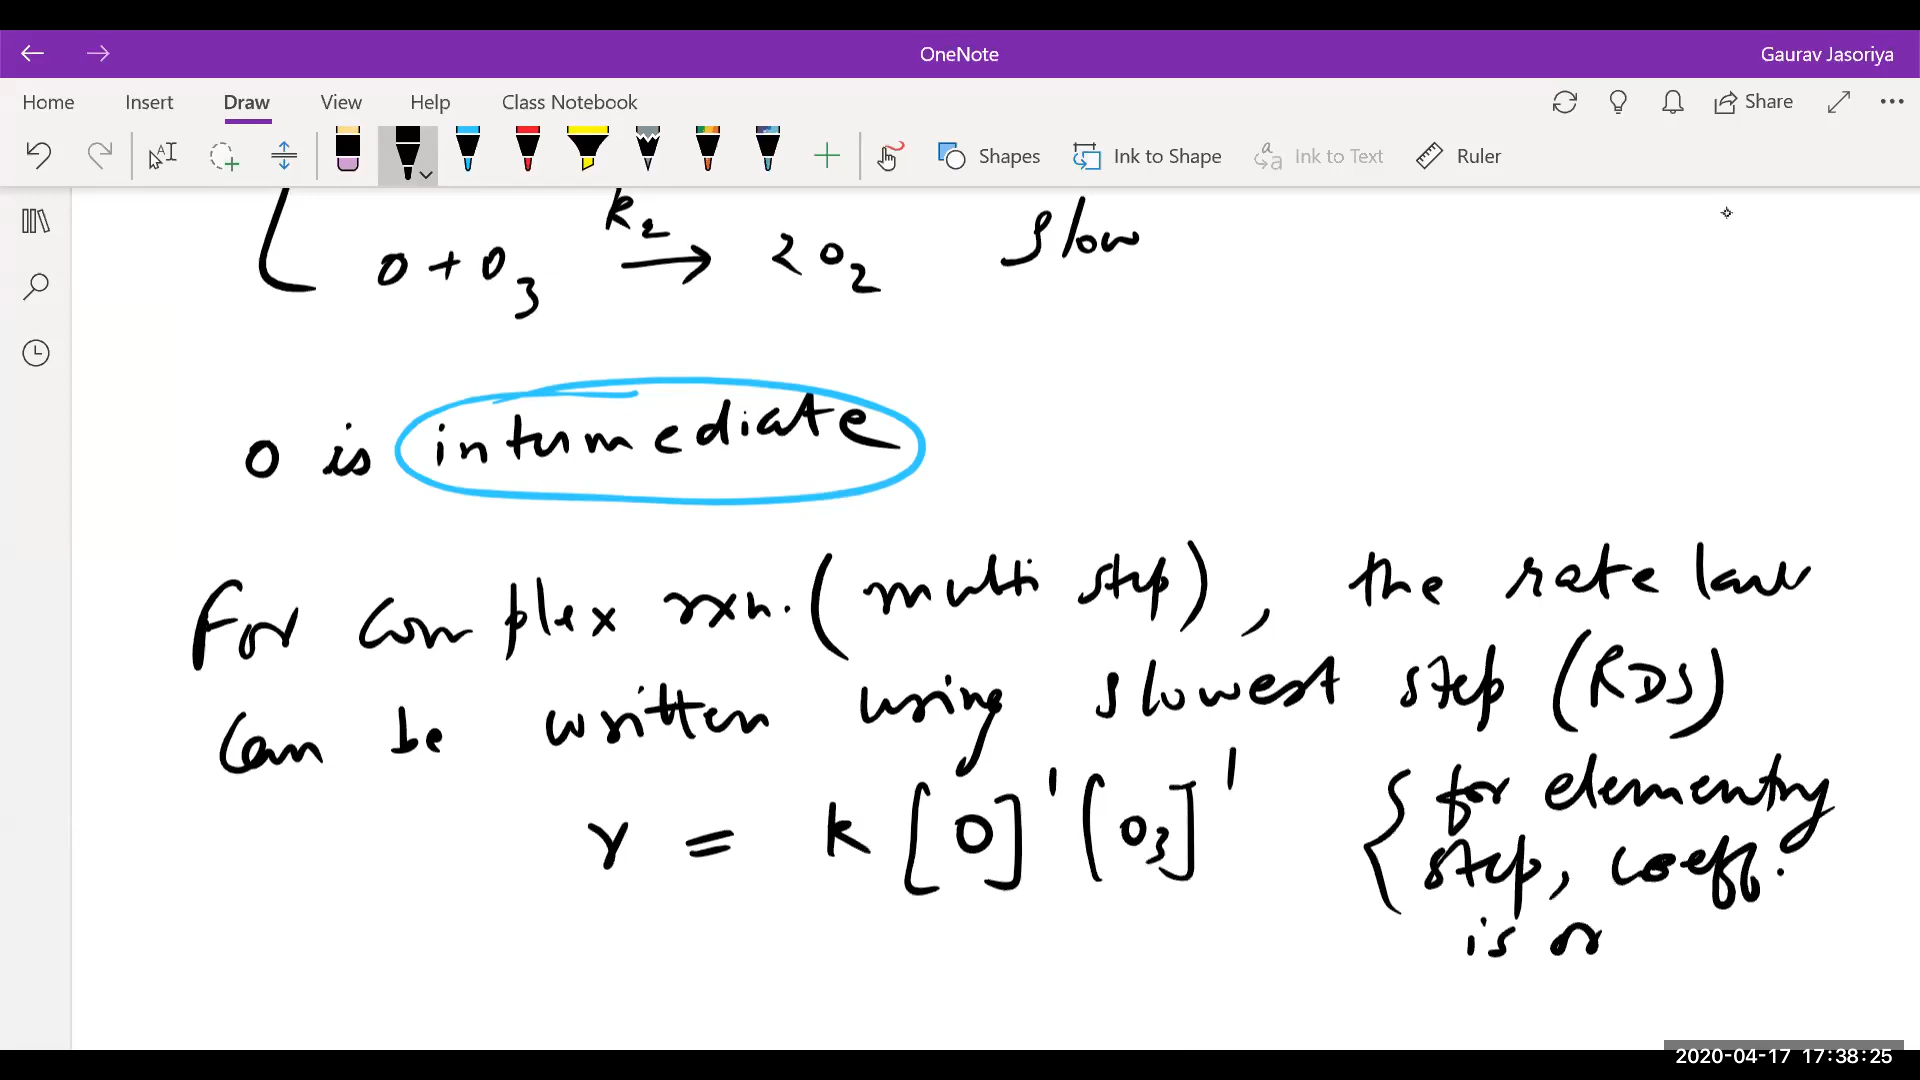 OneNote
Gaurav Jasoriya
Home Insert Draw View Help Class Notebook
Share
Shapes Ink to Shape Ink to Text Ruler
k₂
O + O₃ → 2O₂ slow
O is intermediate
For complex rxn. (multi step), the rate law
can be written using slowest step (RDS)
r = k [O]¹ [O₃]¹
{ for elementry
step, coeff.
is or
2020-04-17 17:38:25